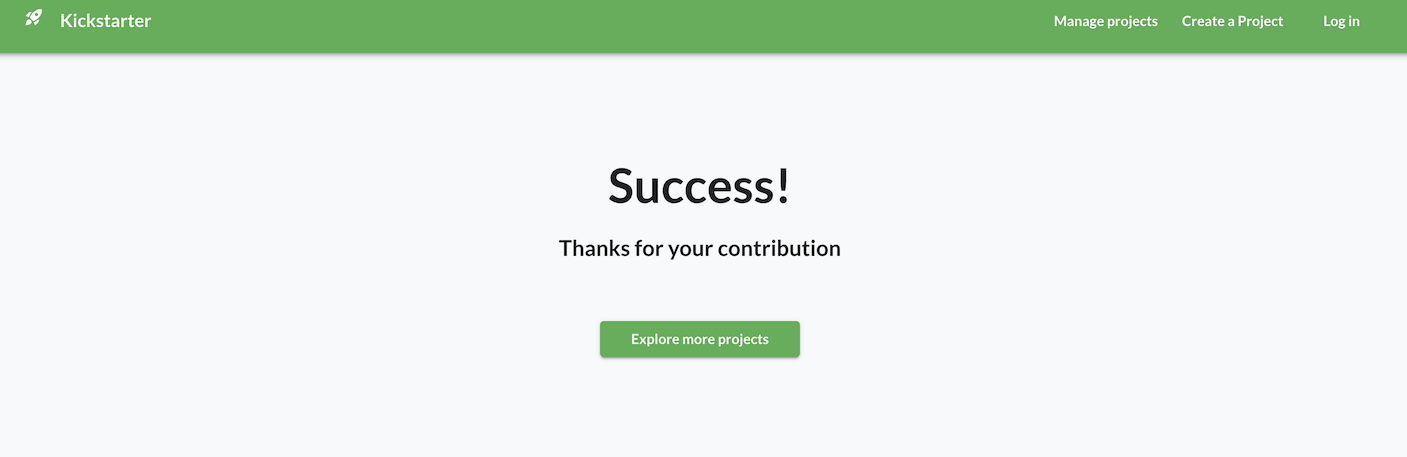 Kickstarter Manage projects Create a Project Log in
Success!
Thanks for your contribution
Explore more projects